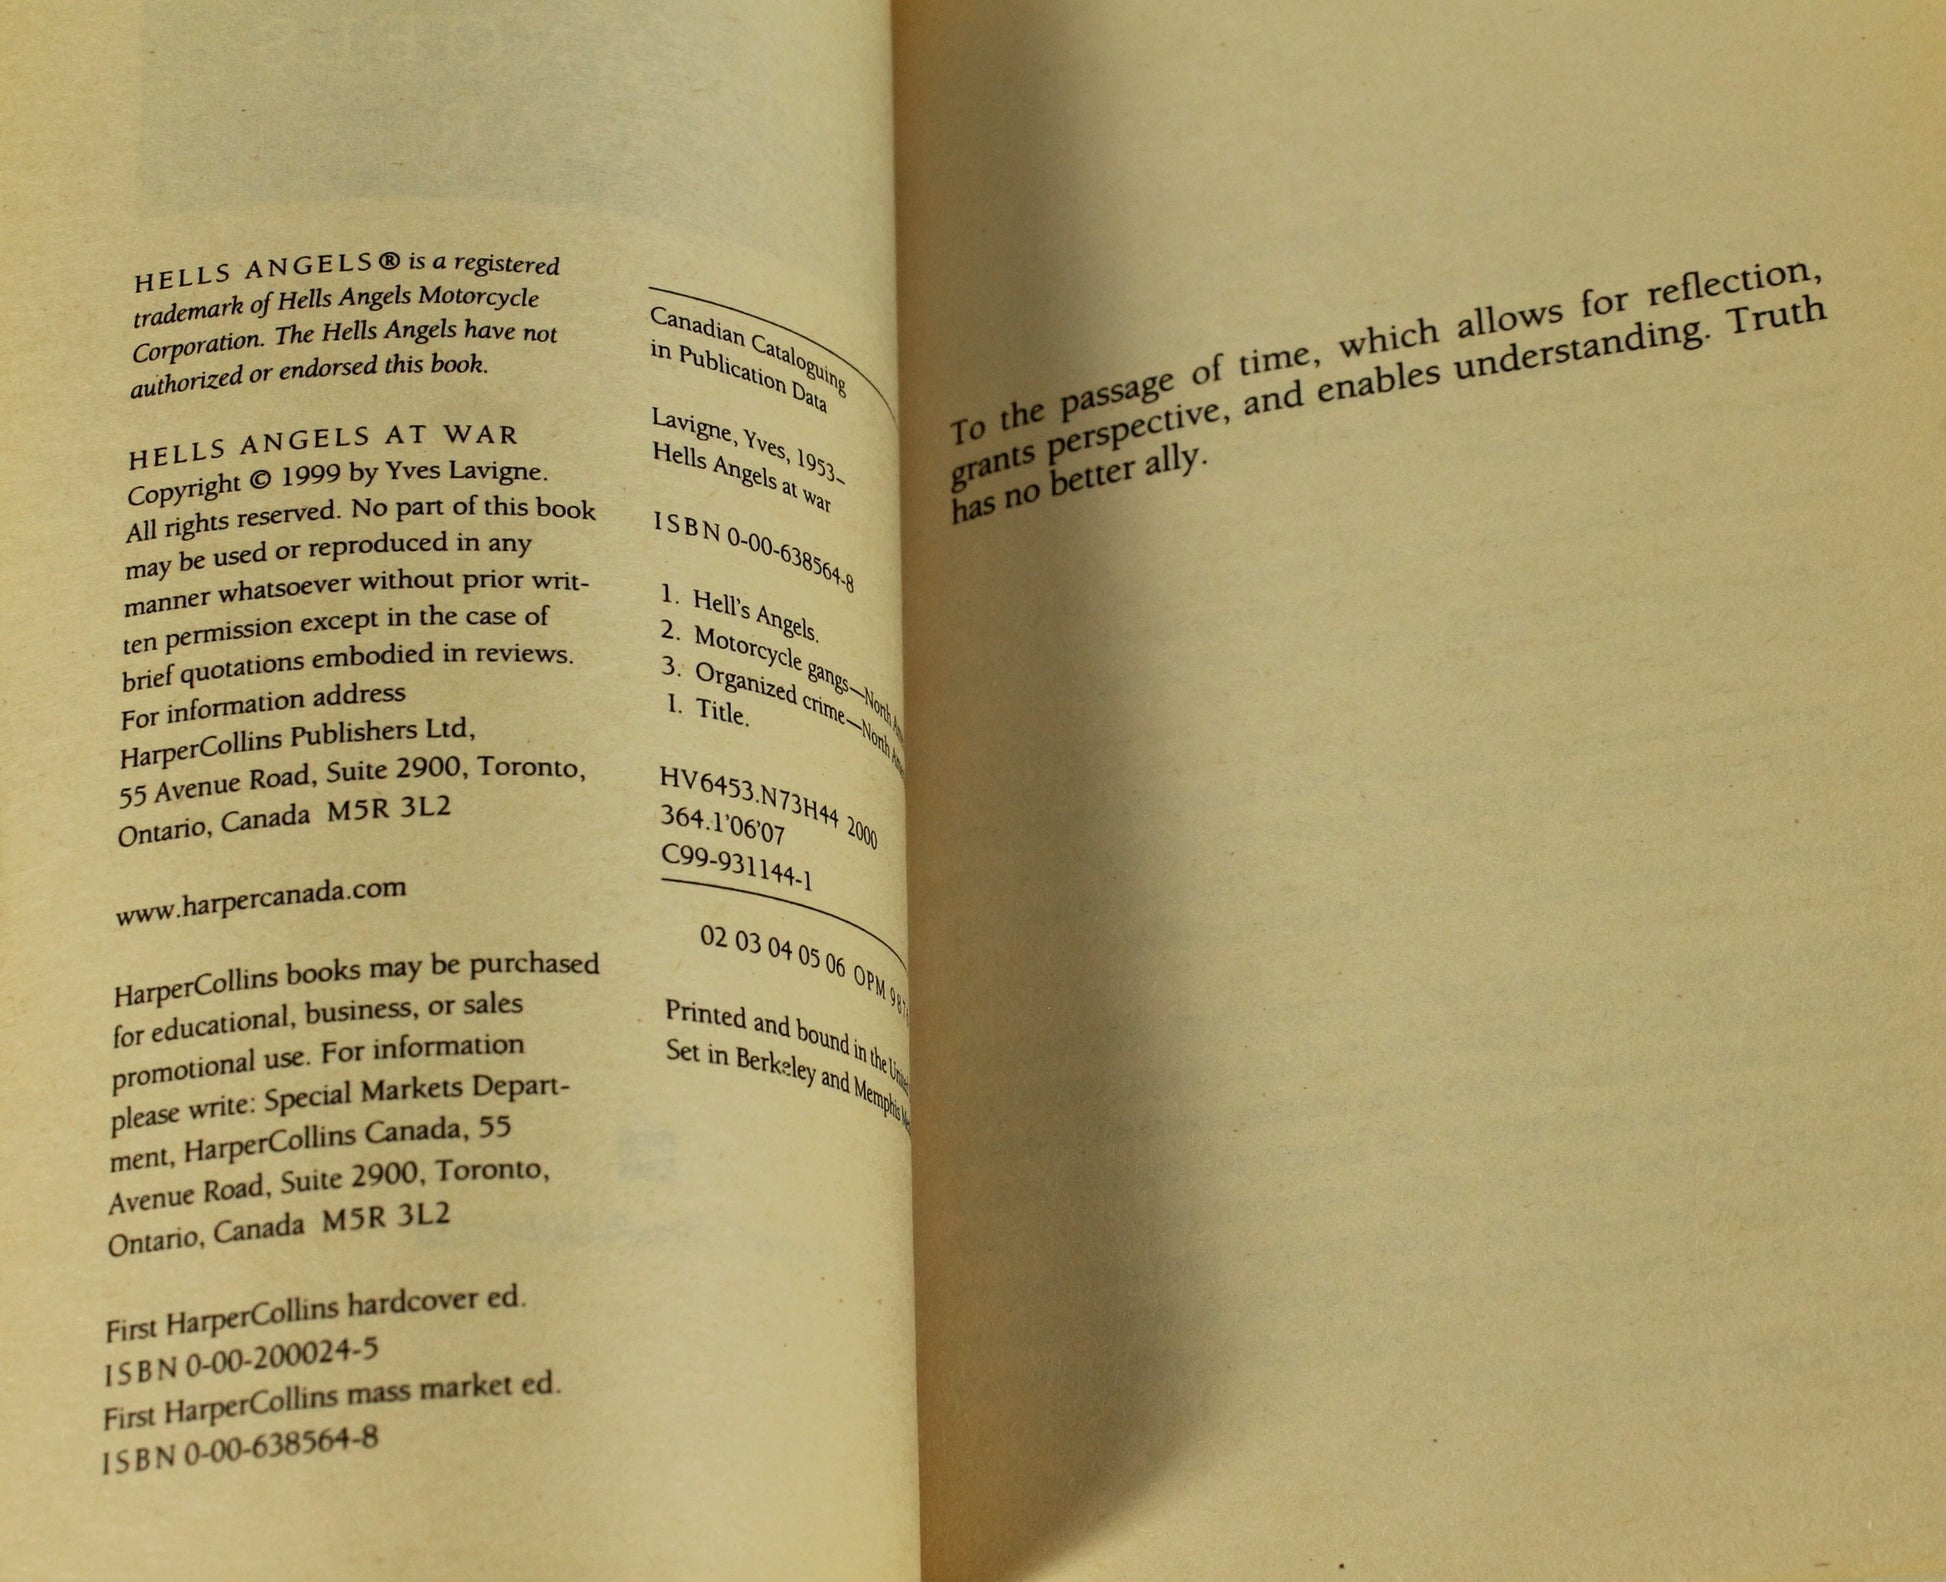 HELLS ANGELS® is a registered
trademark of Hells Angels Motorcycle
Corporation. The Hells Angels have not
authorized or endorsed this book.
HELLS ANGELS AT WAR
Copyright © 1999 by Yves Lavigne.
All rights reserved. No part of this book
may be used or reproduced in any
manner whatsoever without prior writ-
ten permission except in the case of
brief quotations embodied in reviews.
For information address
HarperCollins Publishers Ltd,
55 Avenue Road, Suite 2900, Toronto,
Ontario, Canada M5R 3L2
www.harpercanada.com
HarperCollins books may be purchased
for educational, business, or sales
promotional use. For information
please write: Special Markets Depart-
ment, HarperCollins Canada, 55
Avenue Road, Suite 2900, Toronto,
Ontario, Canada M5R 3L2
First HarperCollins hardcover ed.
ISBN 0-00-200024-5
First HarperCollins mass market ed.
ISBN 0-00-638564-8
Canadian Cataloguing
in Publication Data
Lavigne, Yves, 1953–
Hells Angels at war
ISBN 0-00-638564-8
1. Hell's Angels.
2. Motorcycle gangs—North
3. Organized crime—North
I. Title.
HV6453.N73H44 2000
364.1'06'07
C99-931144-1
02 03 04 05 06 OPM 9 8 7
Printed and bound in the
Set in Berkeley and Memphis
To the passage of time, which allows for reflection,
grants perspective, and enables understanding. Truth
has no better ally.